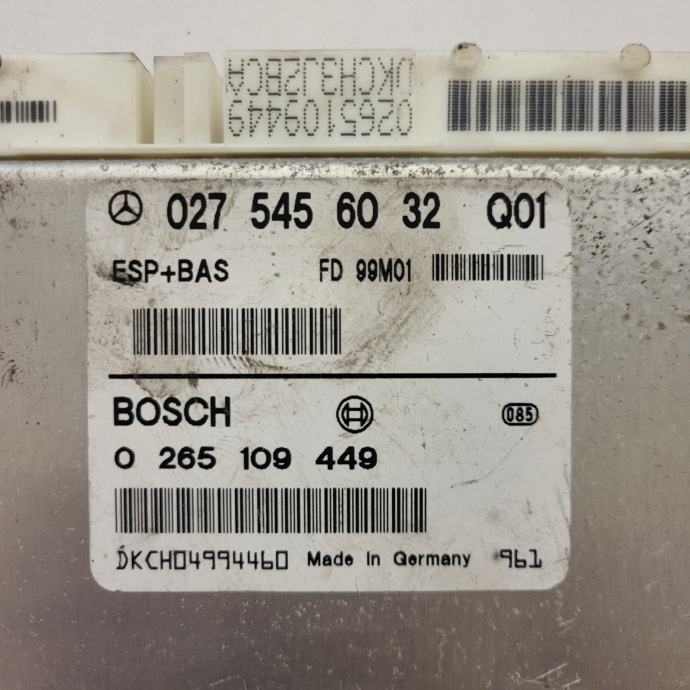 0265109449
DKCH3J2BCA
027 545 60 32 Q01
ESP+BAS FD 99M01
BOSCH 085
0 265 109 449
DKCH04994460 Made In Germany 961